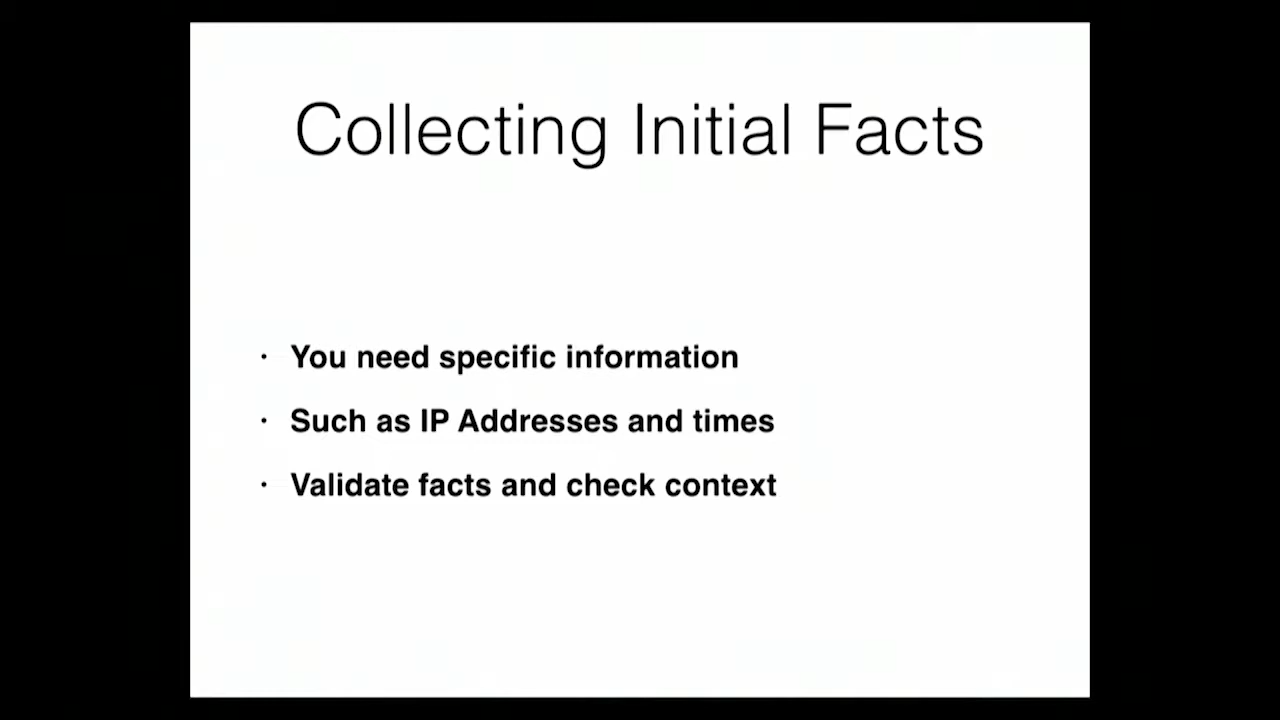 Collecting Initial Facts
· You need specific information
· Such as IP Addresses and times
· Validate facts and check context